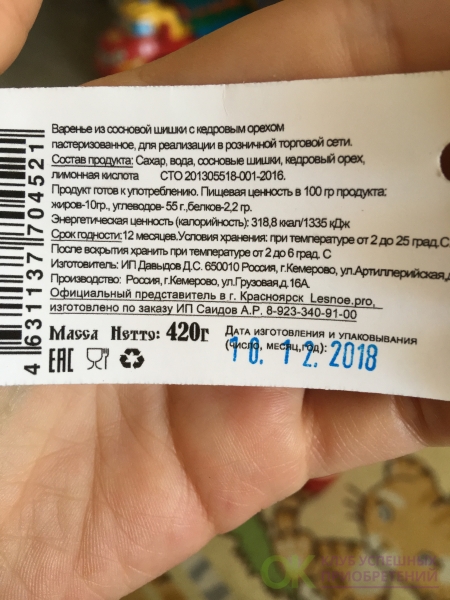 Варенье из сосновой шишки с кедровым орехом
пастеризованное, для реализации в розничной торговой сети.
Состав продукта: Сахар, вода, сосновые шишки, кедровый орех,
лимонная кислота СТО 201305518-001-2016.
Продукт готов к употреблению. Пищевая ценность в 100 гр продукта:
жиров-10гр., углеводов- 55 г.,белков-2,2 гр.
Энергетическая ценность (калорийность): 318,8 ккал/1335 кДж
Срок годности:12 месяцев.Условия хранения: при температуре от 2 до 25 град.С
После вскрытия хранить при температуре от 2 до 6 град. С
Изготовитель: ИП Давыдов Д.С. 650010 Россия, г.Кемерово, ул.Артиллерийская,д
Производство: Россия, г.Кемерово, ул.Грузовая д.16А.
Официальный представитель в г. Красноярск Lesnoe.pro,
изготовлено по заказу ИП Саидов А.Р. 8-923-340-91-00
Масса Нетто: 420г
Дата изготовления и упаковывания
(число, месяц,год):
10.12.2018
EAC
4 631137 704521
ОК КЛУБ УСПЕШНЫХ
ПРИОБРЕТЕНИЙ